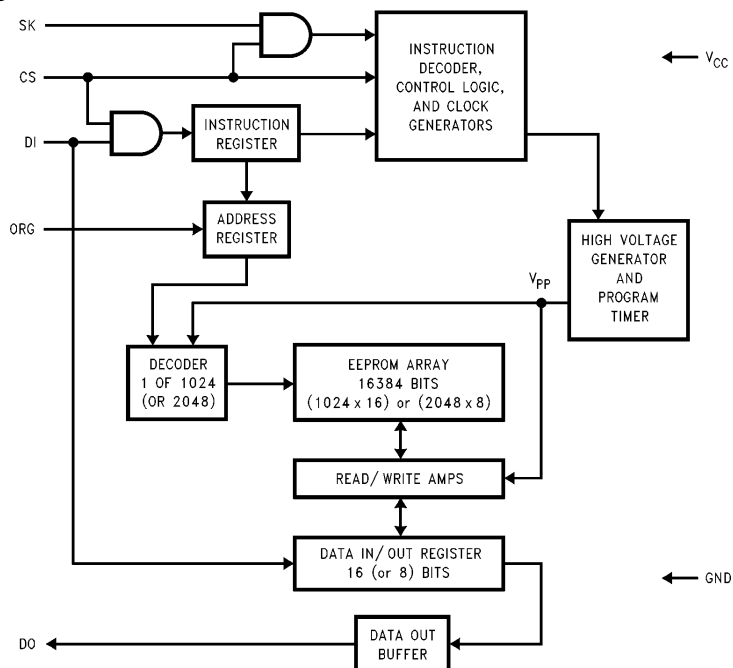 SK
CS
DI
ORG
INSTRUCTION
DECODER,
CONTROL LOGIC,
AND CLOCK
GENERATORS
VCC
INSTRUCTION
REGISTER
ADDRESS
REGISTER
HIGH VOLTAGE
GENERATOR
AND
PROGRAM
TIMER
VPP
DECODER
1 OF 1024
(OR 2048)
EEPROM ARRAY
16384 BITS
(1024 x 16) or (2048 x 8)
READ/WRITE AMPS
DATA IN/OUT REGISTER
16 (or 8) BITS
GND
DO
DATA OUT
BUFFER